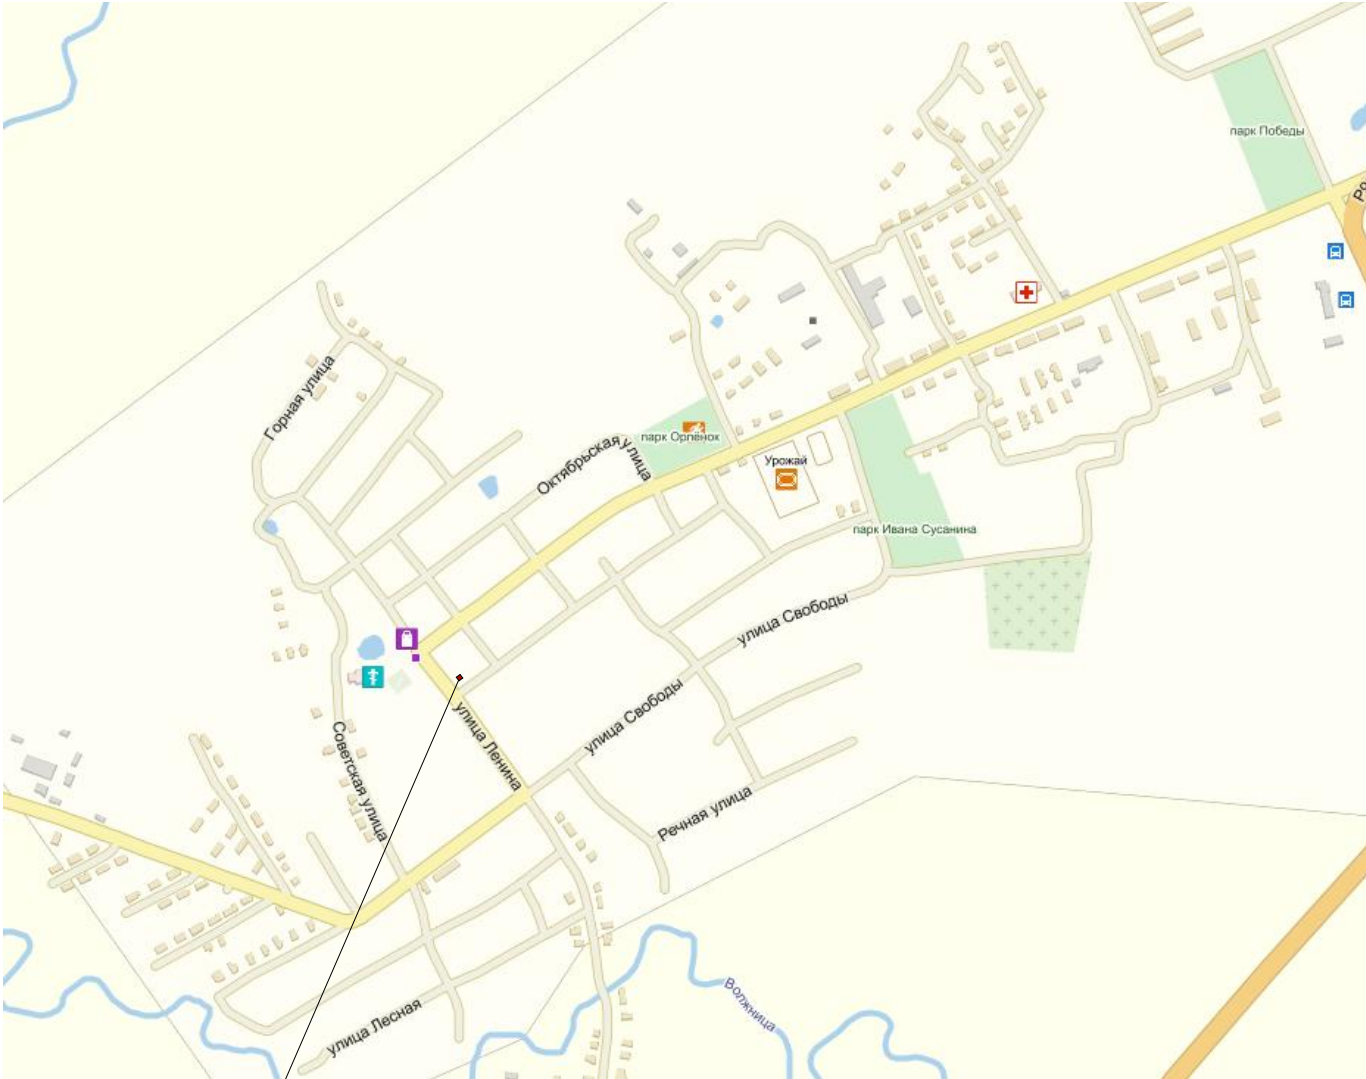 парк Победы
Ро
Горная улица
Октябрьская
улица
парк Орлёнок
Урожай
парк Ивана Сусанина
улица Свободы
улица Свободы
улица Ленина
Советская улица
Речная улица
Волжница
улица Лесная